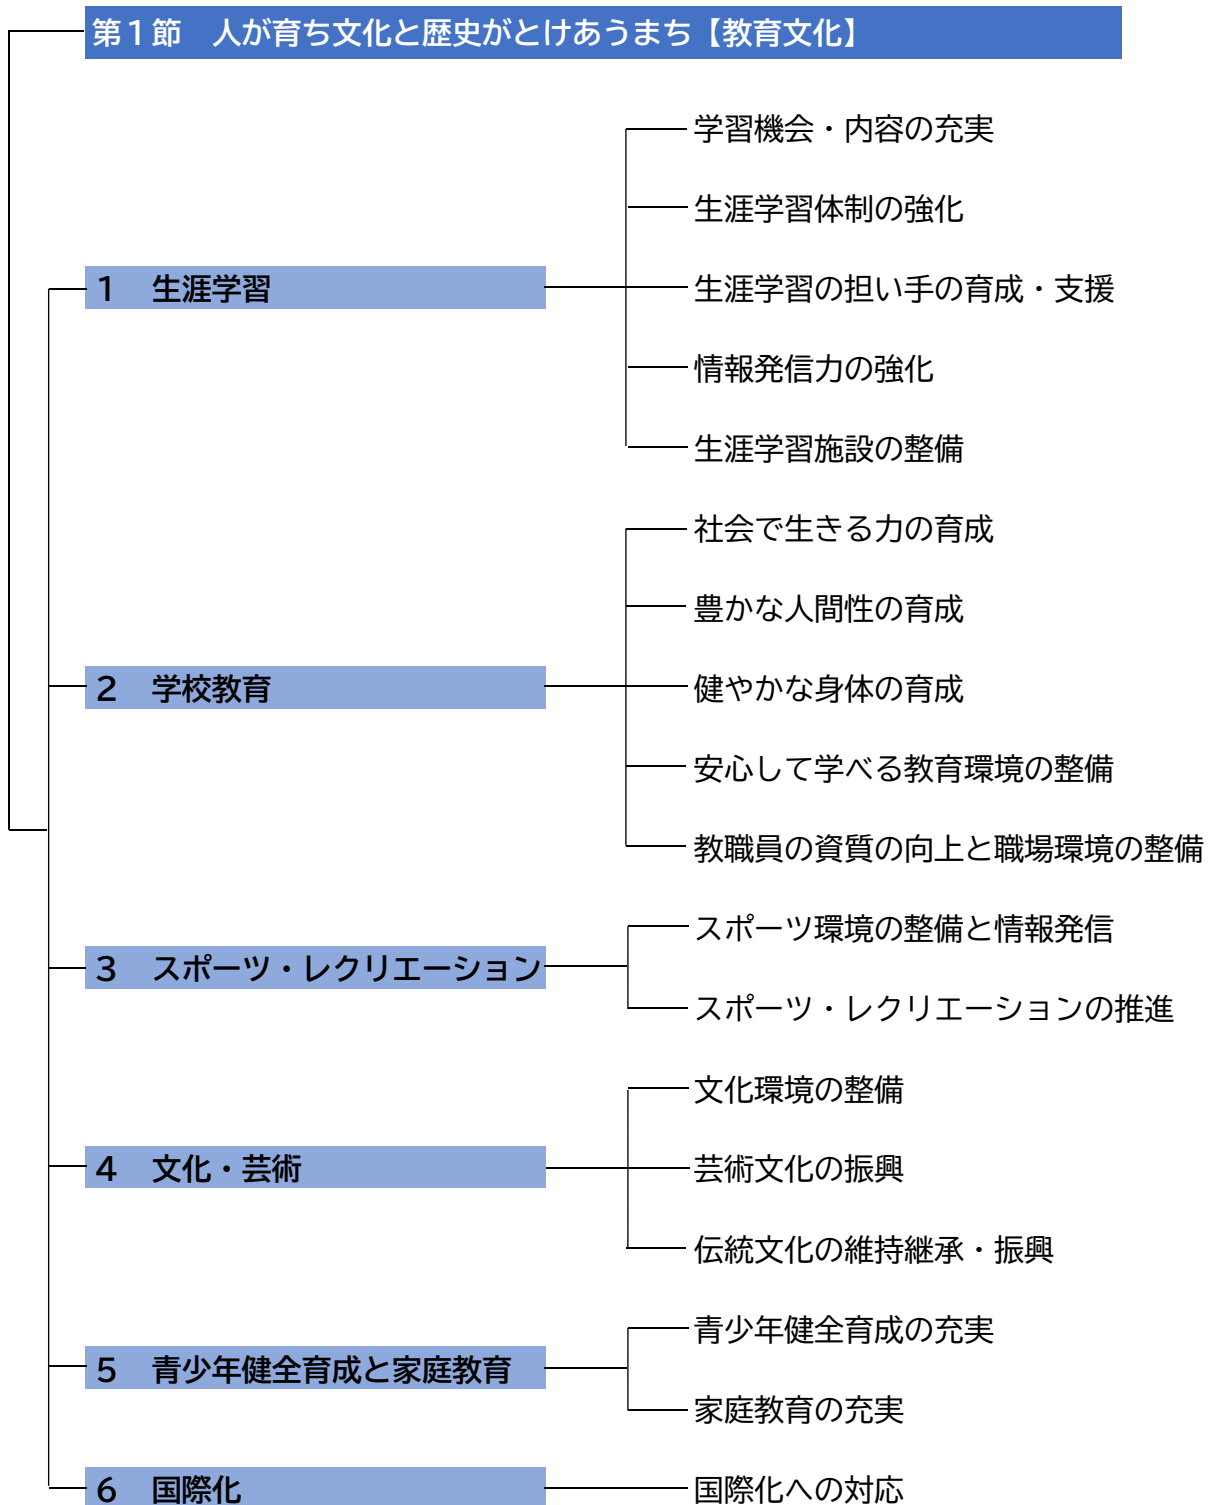 第１節　人が育ち文化と歴史がとけあうまち【教育文化】
学習機会・内容の充実
生涯学習体制の強化
1　生涯学習
生涯学習の担い手の育成・支援
情報発信力の強化
生涯学習施設の整備
社会で生きる力の育成
豊かな人間性の育成
2　学校教育
健やかな身体の育成
安心して学べる教育環境の整備
教職員の資質の向上と職場環境の整備
3　スポーツ・レクリエーション
スポーツ環境の整備と情報発信
スポーツ・レクリエーションの推進
文化環境の整備
4　文化・芸術
芸術文化の振興
伝統文化の維持継承・振興
5　青少年健全育成と家庭教育
青少年健全育成の充実
家庭教育の充実
6　国際化
国際化への対応